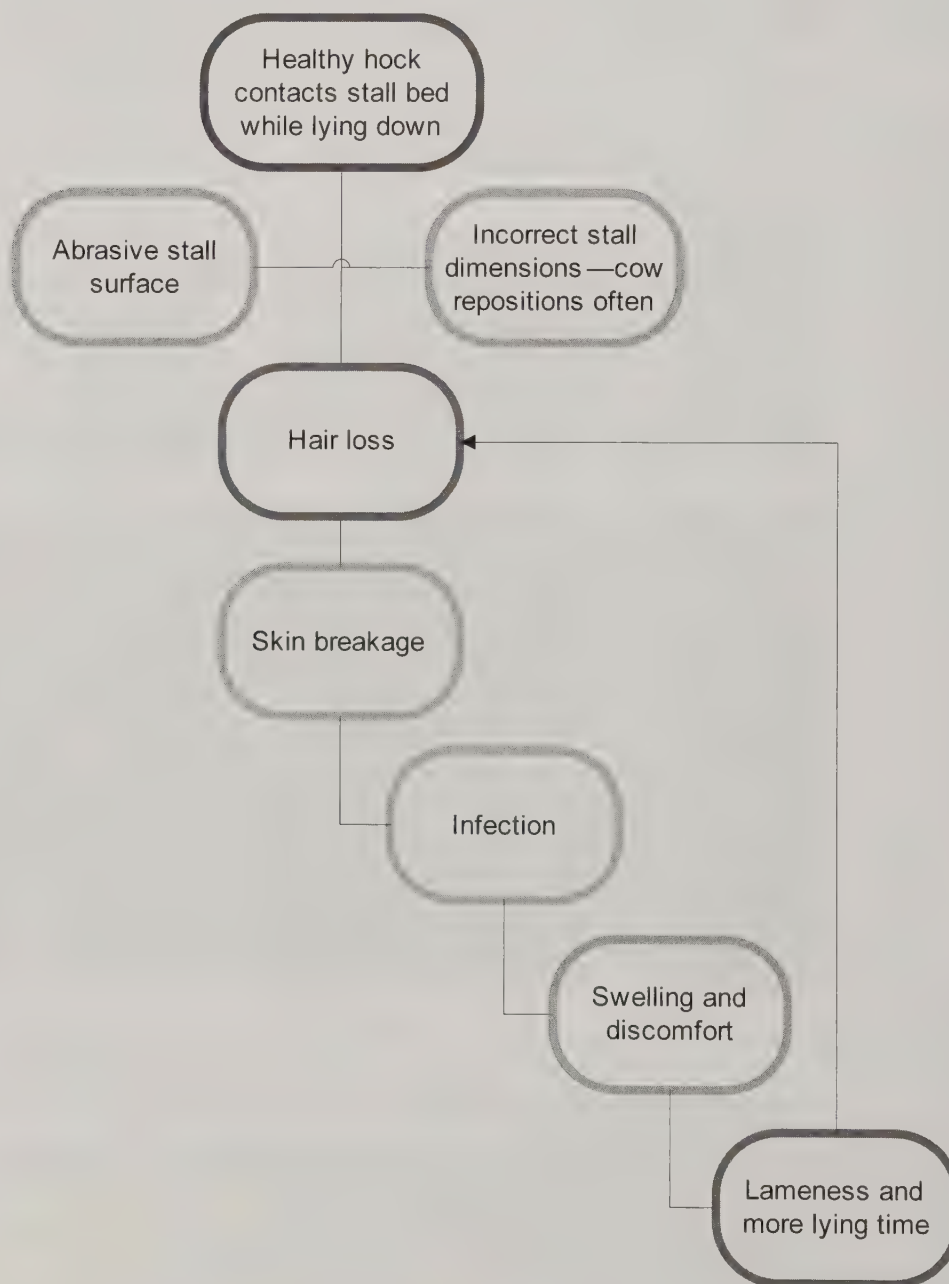 Healthy hock
contacts stall bed
while lying down
Abrasive stall
surface
Incorrect stall
dimensions—cow
repositions often
Hair loss
Skin breakage
Infection
Swelling and
discomfort
Lameness and
more lying time